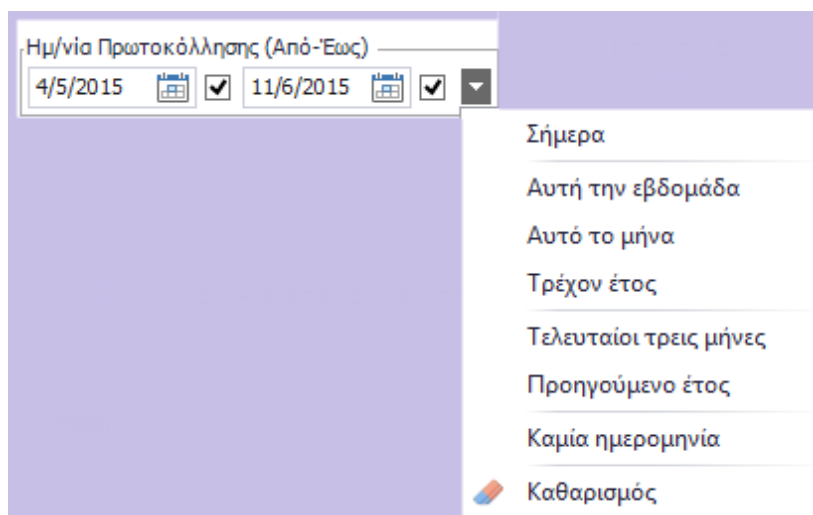 Ημ/νία Πρωτοκόλλησης (Από-Έως)
4/5/2015 11/6/2015
Σήμερα
Αυτή την εβδομάδα
Αυτό το μήνα
Τρέχον έτος
Τελευταίοι τρεις μήνες
Προηγούμενο έτος
Καμία ημερομηνία
Καθαρισμός